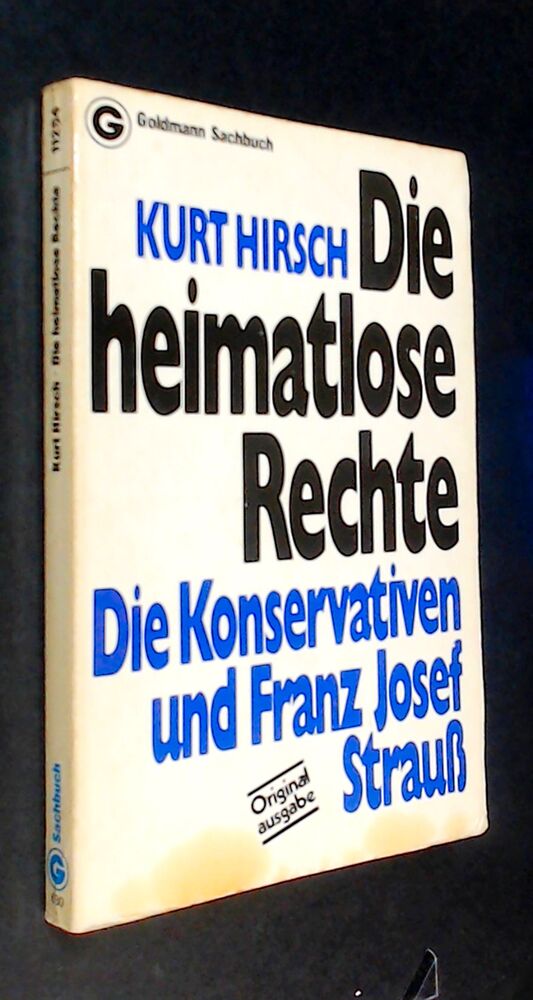 G Goldmann Sachbuch
KURT HIRSCH Die
heimatlose
Rechte
Die Konservativen
und Franz Josef
Strauß
Original
ausgabe
Kurt Hirsch · Die heimatlose Rechte 11254
G Sachbuch